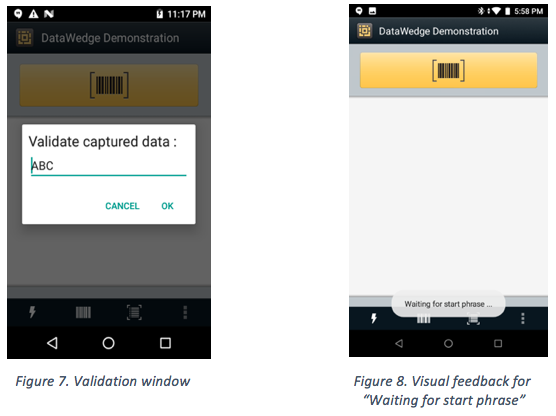 11:17 PM
DataWedge Demonstration
Validate captured data :
ABC
CANCEL OK
Figure 7. Validation window
5:58 PM
DataWedge Demonstration
Waiting for start phrase ...
Figure 8. Visual feedback for
“Waiting for start phrase”